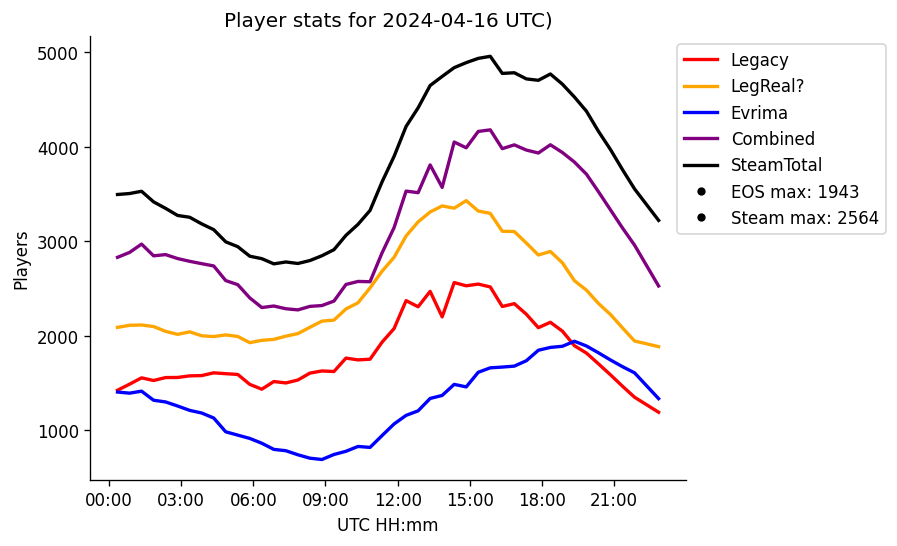 Player stats for 2024-04-16 UTC)
5000
4000
3000
2000
1000
Players
00:00 03:00 06:00 09:00 12:00 15:00 18:00 21:00
UTC HH:mm
Legacy
LegReal?
Evrima
Combined
SteamTotal
EOS max: 1943
Steam max: 2564